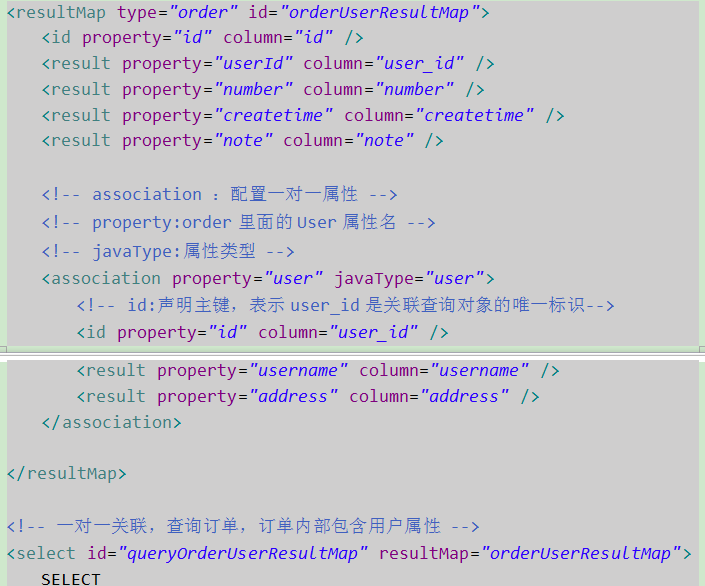 <resultMap type="order" id="orderUserResultMap">
<id property="id" column="id" />
<result property="userId" column="user_id" />
<result property="number" column="number" />
<result property="createtime" column="createtime" />
<result property="note" column="note" />
<!-- association ：配置一对一属性 -->
<!-- property:order 里面的 User 属性名 -->
<!-- javaType:属性类型 -->
<association property="user" javaType="user">
<!-- id:声明主键，表示 user_id 是关联查询对象的唯一标识-->
<id property="id" column="user_id" />
<result property="username" column="username" />
<result property="address" column="address" />
</association>
</resultMap>
<!-- 一对一关联，查询订单，订单内部包含用户属性 -->
<select id="queryOrderUserResultMap" resultMap="orderUserResultMap">
SELECT